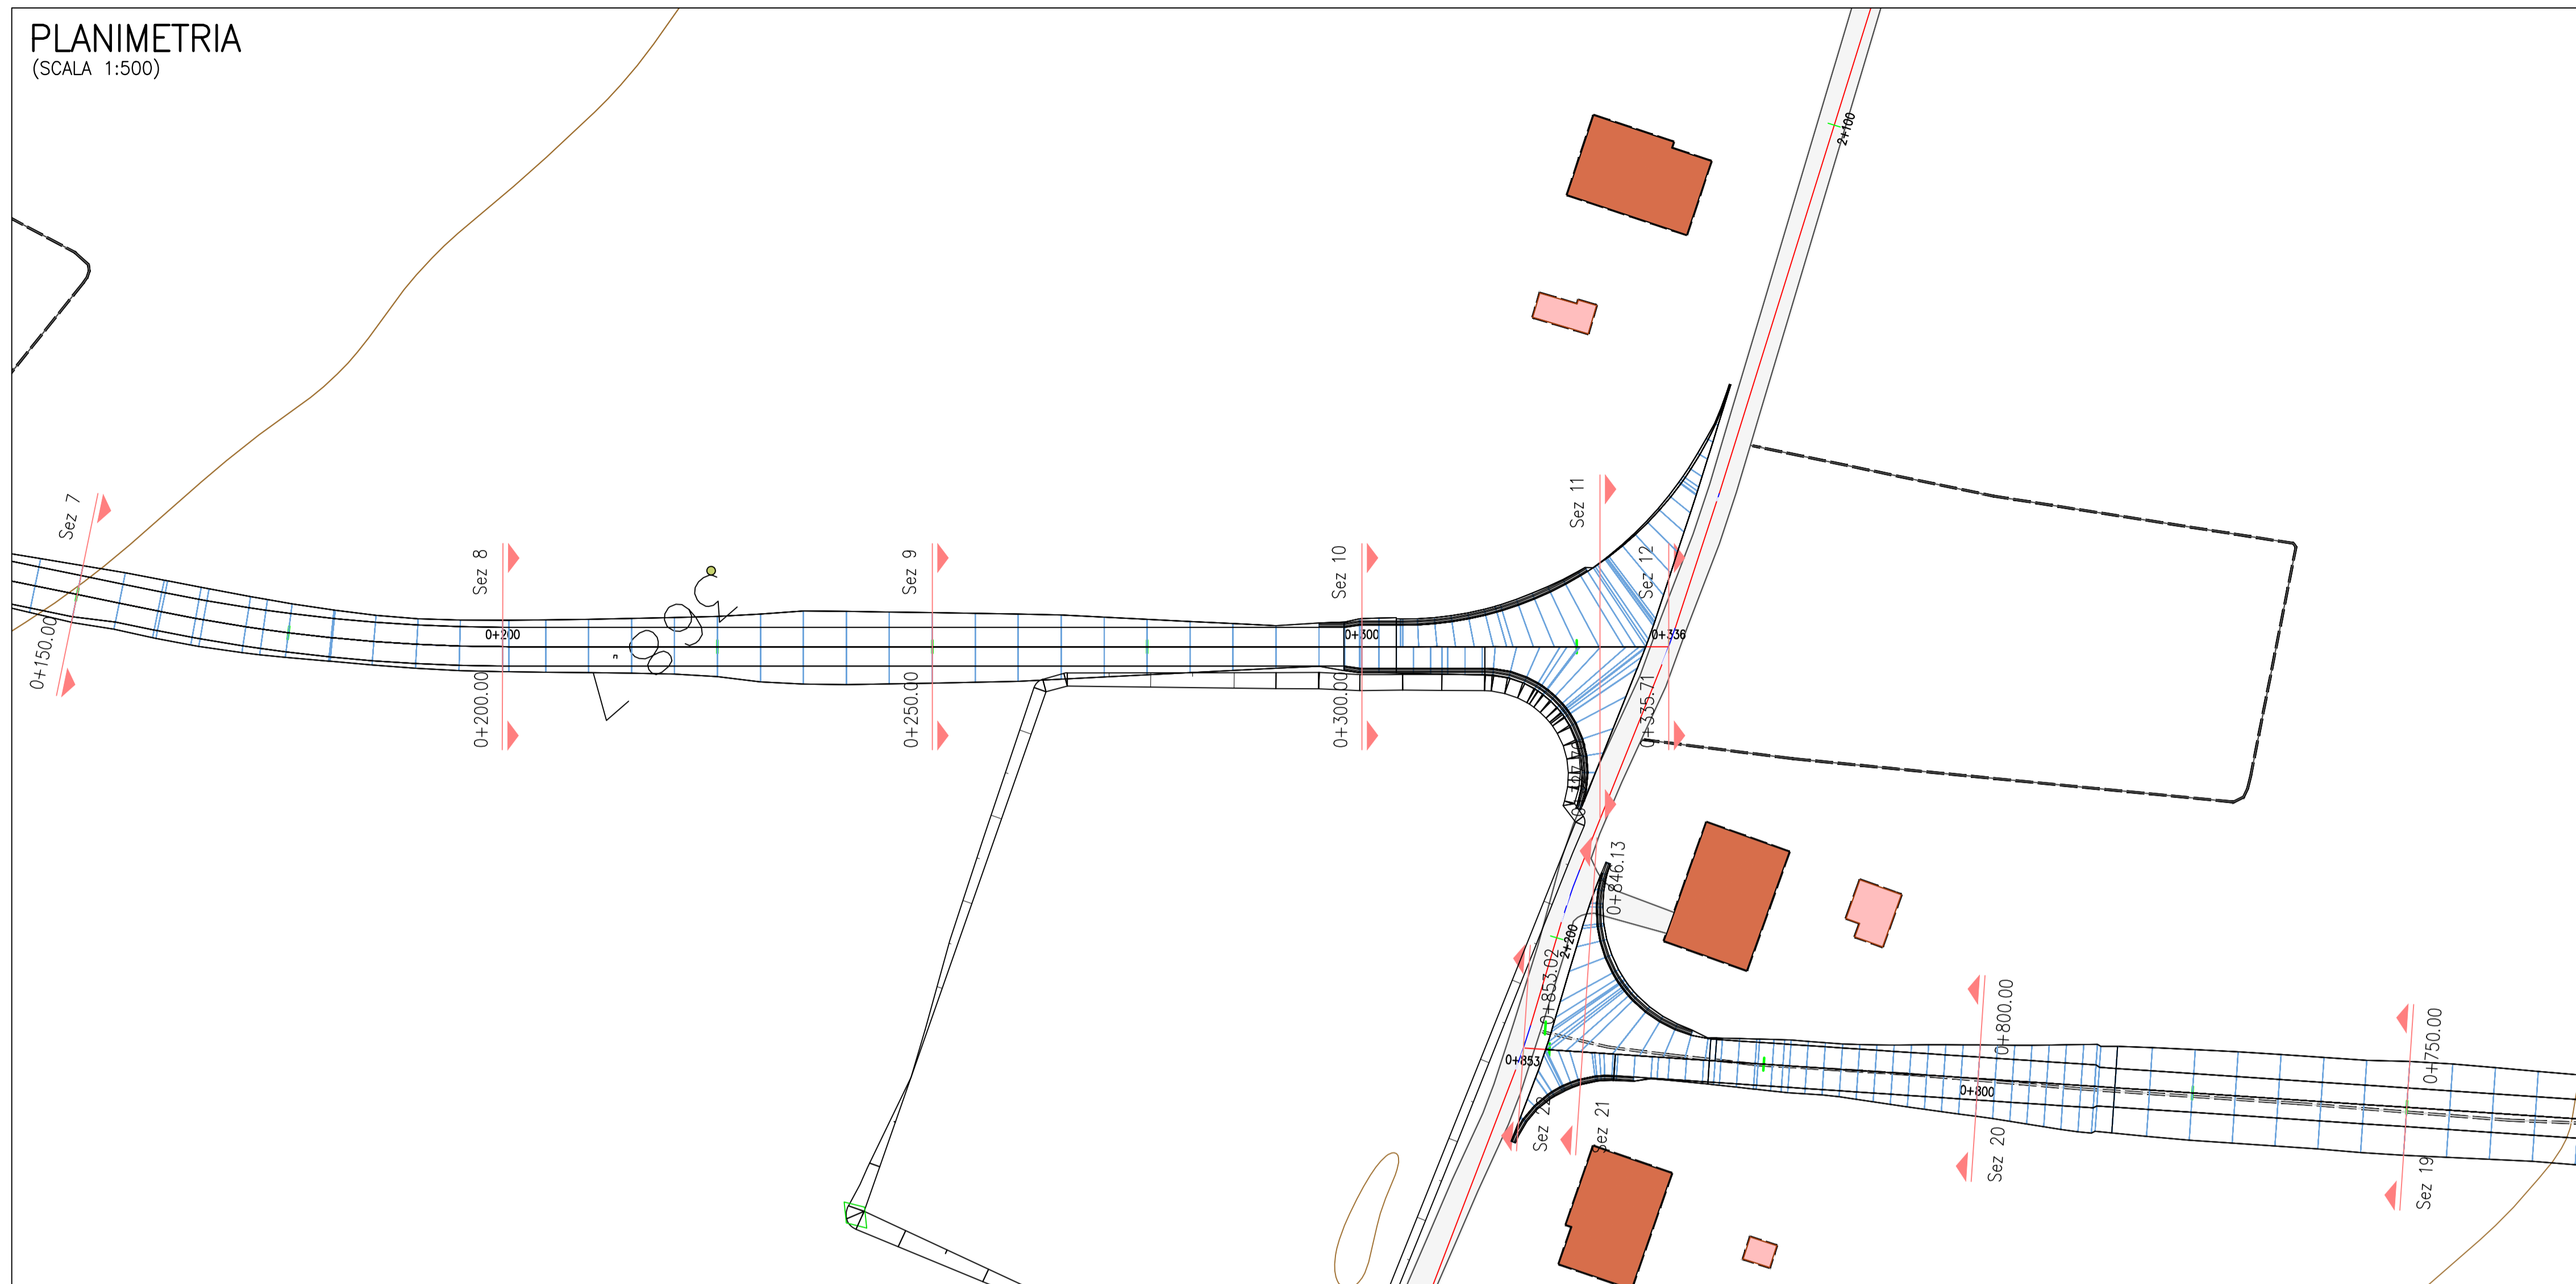 PLANIMETRIA
(SCALA 1:500)
2+100
Sez 7
0+150.00
Sez 8
0+200
0+200.00
Sez 9
0+250.00
Sez 10
0+300
0+300.00
Sez 11
Sez 12
0+336
0+335.71
0+846.13
2+200
0+853.02
0+853
Sez 22
Sez 21
0+800.00
0+800
Sez 20
0+750.00
Sez 19